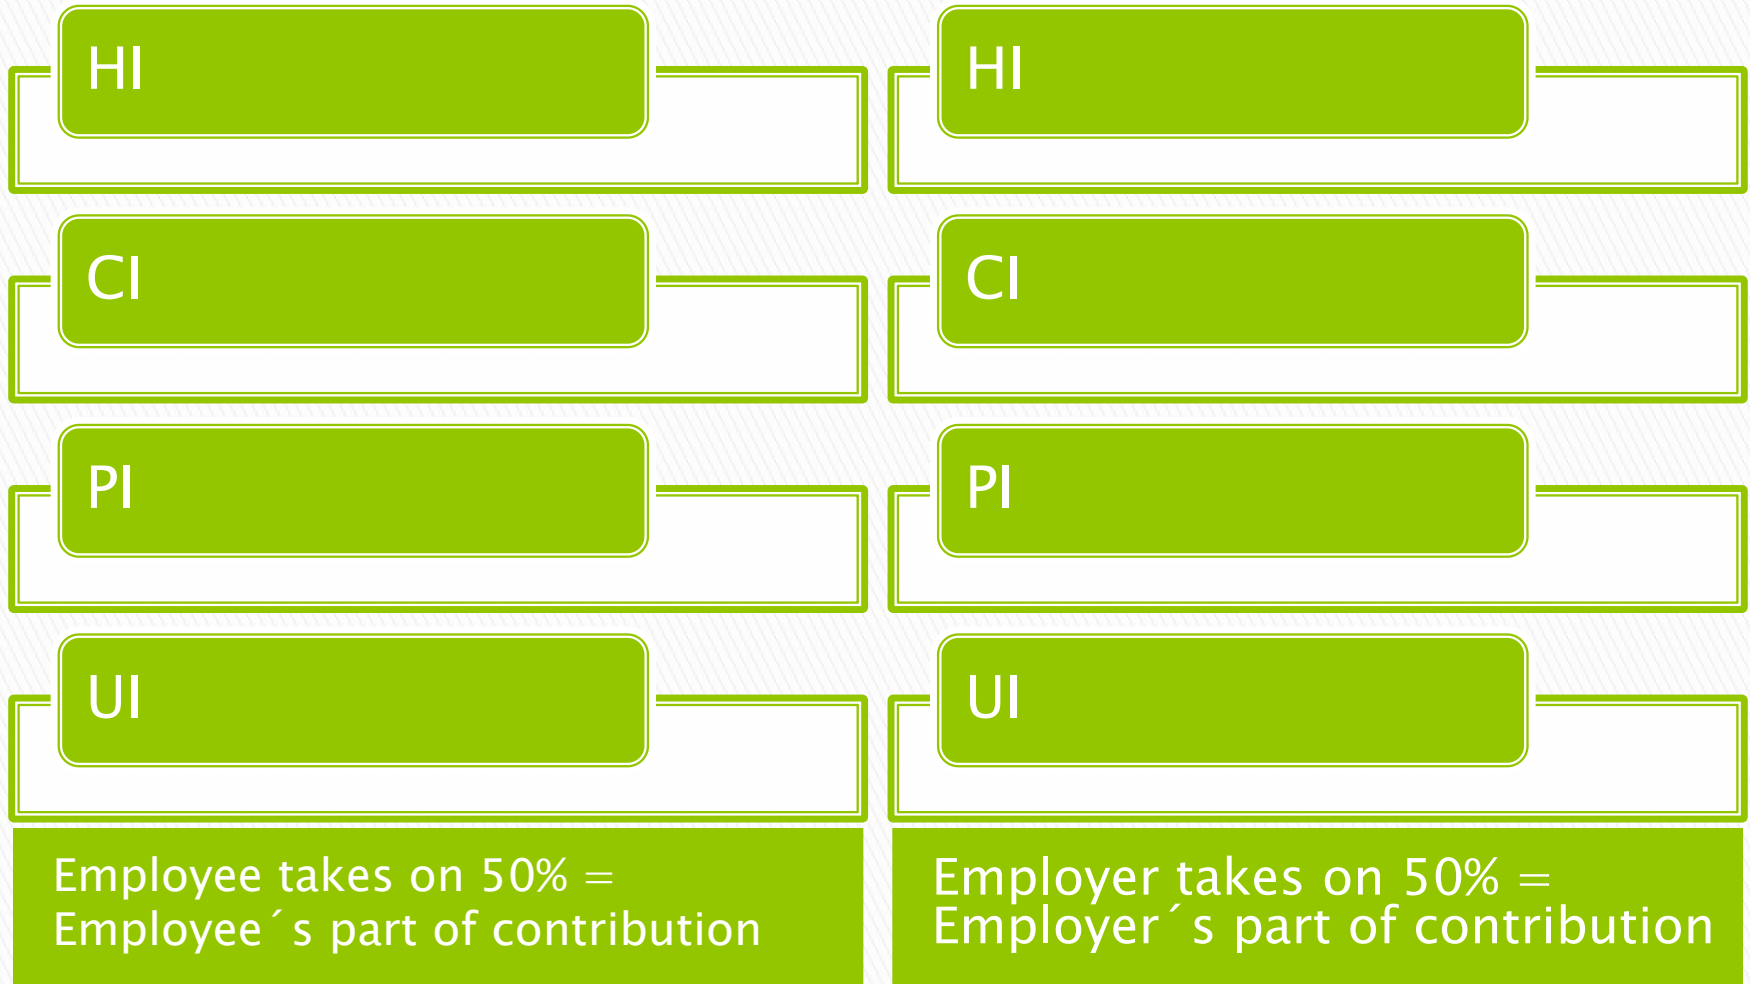 HI
CI
PI
UI
Employee takes on 50% =
Employee´s part of contribution
HI
CI
PI
UI
Employer takes on 50% =
Employer´s part of contribution